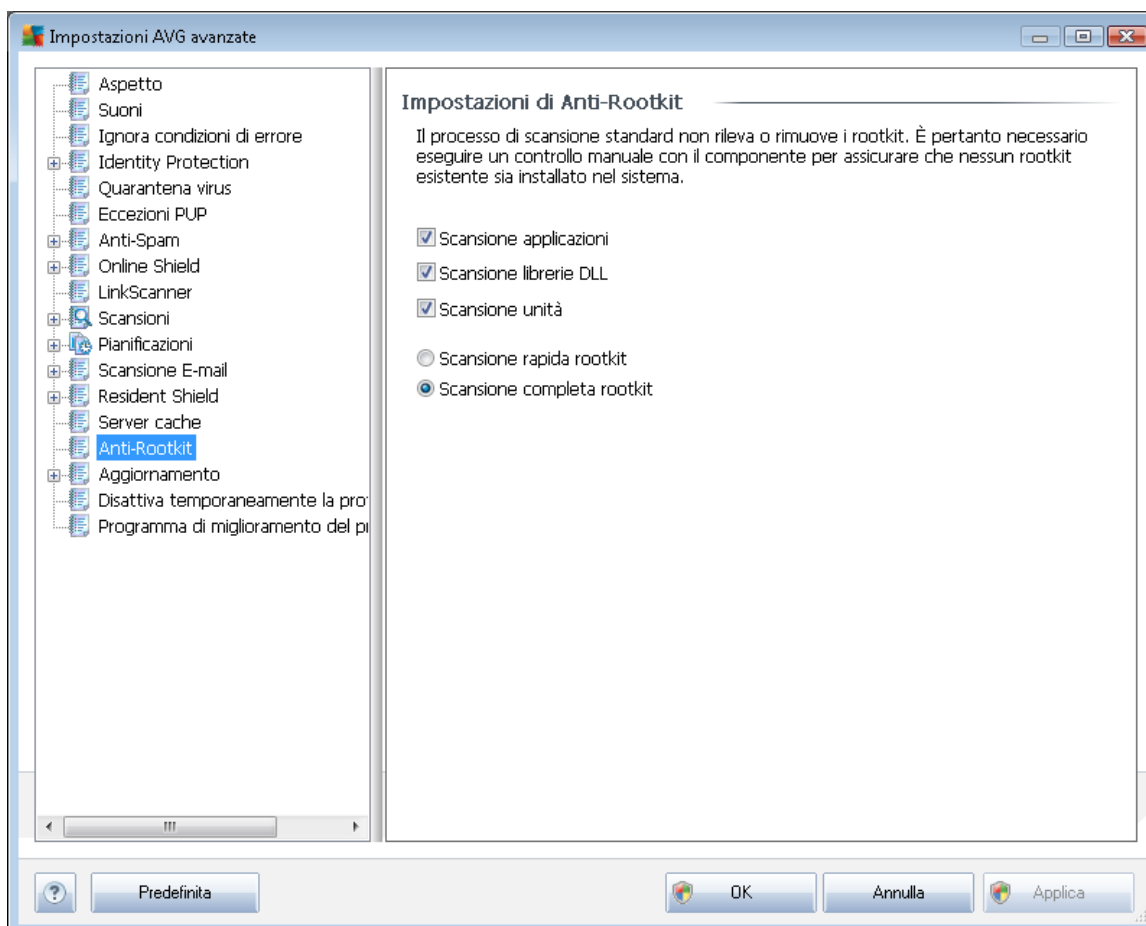 Impostazioni AVG avanzate
Aspetto
Suoni
Ignora condizioni di errore
Identity Protection
Quarantena virus
Eccezioni PUP
Anti-Spam
Online Shield
LinkScanner
Scansioni
Pianificazioni
Scansione E-mail
Resident Shield
Server cache
Anti-Rootkit
Aggiornamento
Disattiva temporaneamente la
Programma di miglioramento del
Impostazioni di Anti-Rootkit
Il processo di scansione standard non rileva o rimuove i rootkit. È pertanto necessario
eseguire un controllo manuale con il componente per assicurare che nessun rootkit
esistente sia installato nel sistema.
Scansione applicazioni
Scansione librerie DLL
Scansione unità
Scansione rapida rootkit
Scansione completa rootkit
?
Predefinita
OK
Annulla
Applica